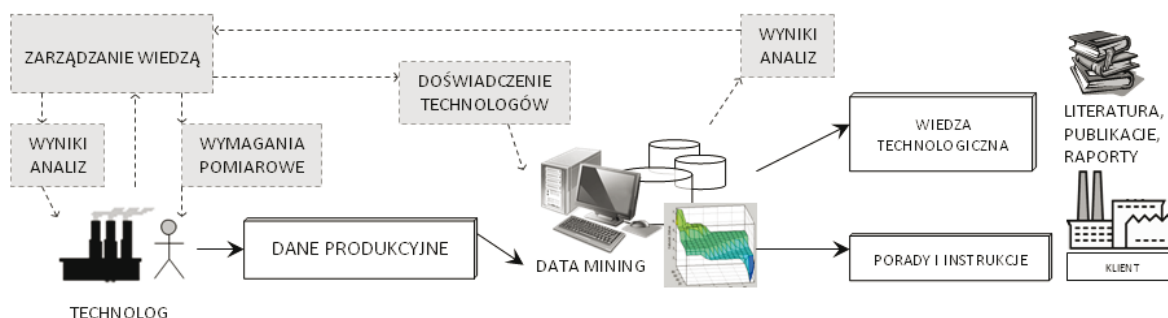 ZARZĄDZANIE WIEDZĄ
WYNIKI
ANALIZ
DOŚWIADCZENIE
TECHNOLOGÓW
WYNIKI
ANALIZ
WYMAGANIA
POMIAROWE
WIEDZA
TECHNOLOGICZNA
LITERATURA,
PUBLIKACJE,
RAPORTY
DANE PRODUKCYJNE
DATA MINING
PORADY I INSTRUKCJE
KLIENT
TECHNOLOG